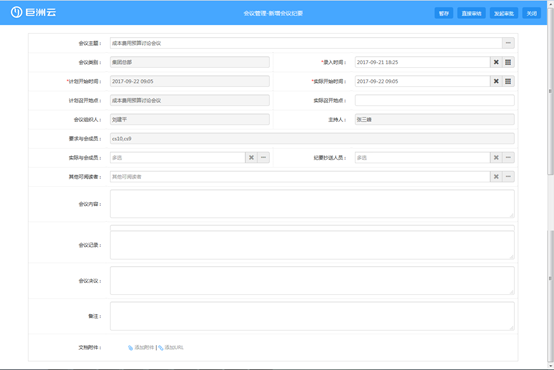 巨洲云
会议管理-新增会议纪要
暂存 直接审核 发起审批 关闭
会议主题： 成本费用预算讨论会议
会议类别： 集团总部 *录入时间： 2017-09-21 18:25
*计划开始时间： 2017-09-22 09:05 *实际开始时间： 2017-09-22 09:05
计划召开地点： 成本费用预算讨论会议 实际召开地点：
会议组织人： 刘建平 主持人： 张三峰
要求与会成员： cs10,cs9
实际与会成员： 多选 纪要抄送人员： 多选
其他可阅读者： 其他可阅读者
会议内容：
会议记录：
会议决议：
备注：
文档附件： 添加附件 | 添加URL